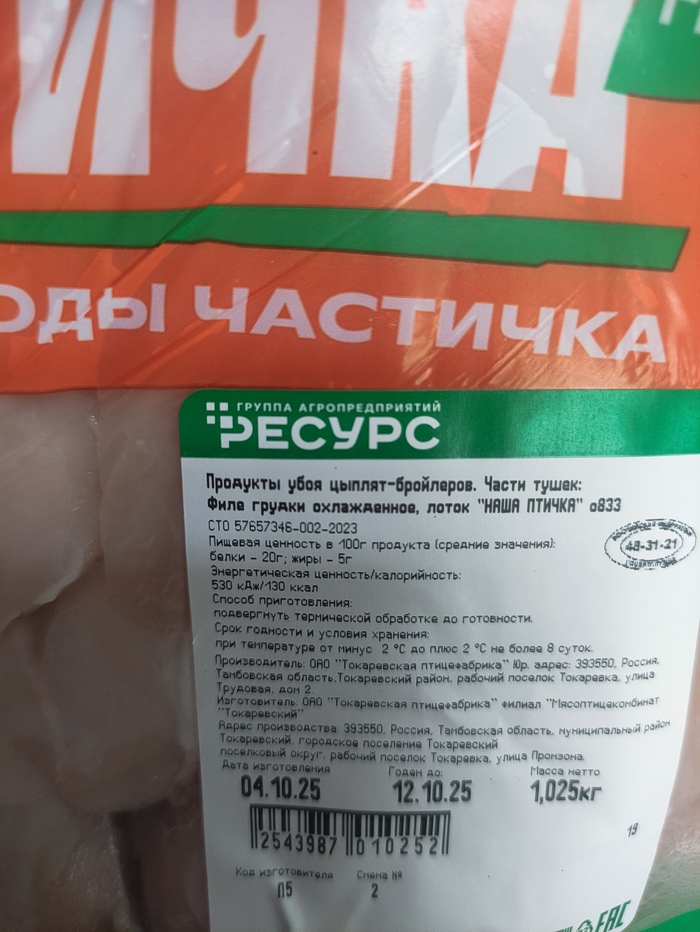 ИЧКА
ОДЫ ЧАСТИЧКА
ГРУППА АГРОПРЕДПРИЯТИЙ
РЕСУРС
Продукты убоя цыплят-бройлеров. Части тушек:
Филе грудки охлажденное, лоток "НАША ПТИЧКА" о833
СТО 57657346-002-2023
Пищевая ценность в 100г продукта (средние значения):
белки - 20г; жиры - 5г
Энергетическая ценность/калорийность:
530 кДж/130 ккал
Способ приготовления:
подвергнуть термической обработке до готовности.
Срок годности и условия хранения:
при температуре от минус 2 °C до плюс 2 °C не более 8 суток.
Производитель: ОАО "Токаревская птицефабрика" Юр. адрес: 393550, Россия,
Тамбовская область,Токаревский район, рабочий поселок Токаревка, улица
Трудовая, дом 2.
Изготовитель: ОАО "Токаревская птицефабрика" филиал "Мясоптицекомбинат
"Токаревский"
Адрес производства: 393550, Россия, Тамбовская область, муниципальный район
Токаревский, городское поселение Токаревский
поселковый округ, рабочий поселок Токаревка, улица Промзона.
48-31-21
Дата изготовления Годен до: Масса нетто
04.10.25 12.10.25 1,025кг
2543987 010252
19
Код изготовителя Смена №
П5 2
EAC